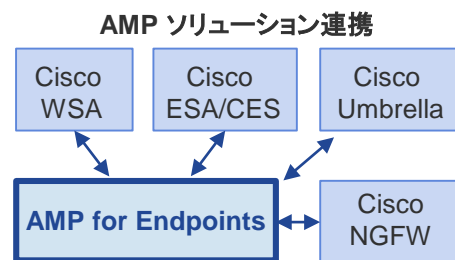 AMP ソリューション連携
Cisco
WSA
Cisco
ESA/CES
Cisco
Umbrella
AMP for Endpoints
Cisco
NGFW